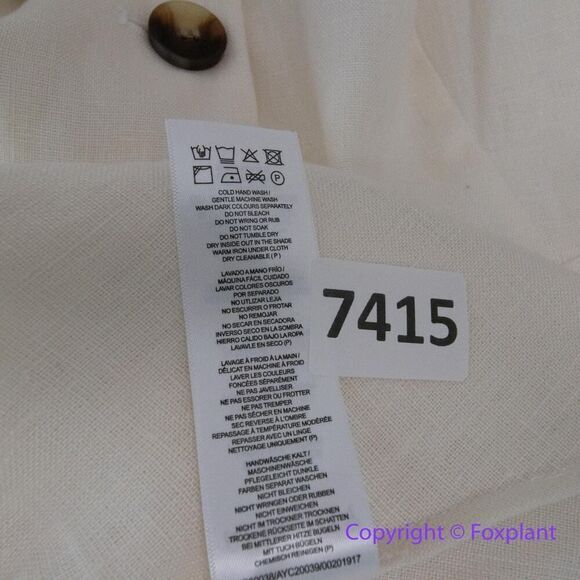 P
COLD HAND WASH /
GENTLE MACHINE WASH
WASH DARK COLOURS SEPARATELY
DO NOT BLEACH
DO NOT WRING OR RUB
DO NOT SOAK
DO NOT TUMBLE DRY
DRY INSIDE OUT IN THE SHADE
WARM IRON UNDER CLOTH
DRY CLEANABLE ( P )
LAVADO A MANO FRÍO /
MÁQUINA FÁCIL CUIDADO
LAVAR COLORES OSCUROS
POR SEPARADO
NO UTLIZAR LEJIA
NO ESCURRIR O FROTAR
NO REMOJAR
NO SECAR EN SECADORA
INVERSO SECO EN LA SOMBRA
HIERRO CALIDO BAJO LA ROPA
LAVAVLE EN SECO (P)
7415
LAVAGE À FROID À LA MAIN /
DÉLICAT EN MACHINE À FROID
LAVER LES COULEURS
FONCÉES SÉPARÉMENT
NE PAS JAVELLISER
NE PAS ESSORER OU FROTTER
NE PAS TREMPER
NE PAS SÉCHER EN MACHINE
SEC REVERSE À L'OMBRE
REPASSAGE À TEMPÉRATURE MODÉRÉE
REPASSER AVEC UN LINGE
NETTOYAGE UNIQUEMENT (P)
HANDWÄSCHE KALT /
MASCHINENWÄSCHE
PFLEGELEICHT DUNKLE
FARBEN SEPARAT WASCHEN
NICHT BLEICHEN
NICHT WRINGEN ODER RUBBEN
NICHT EINWEICHEN
NICHT IM TROCKNER TROCKNEN
TROCKENE RÜCKSEITE IM SCHATTEN
BEI MITTLERER HITZE BÜGELN
MIT TUCH BÜGELN
CHEMISCH REINIGEN (P)
Copyright © Foxplant